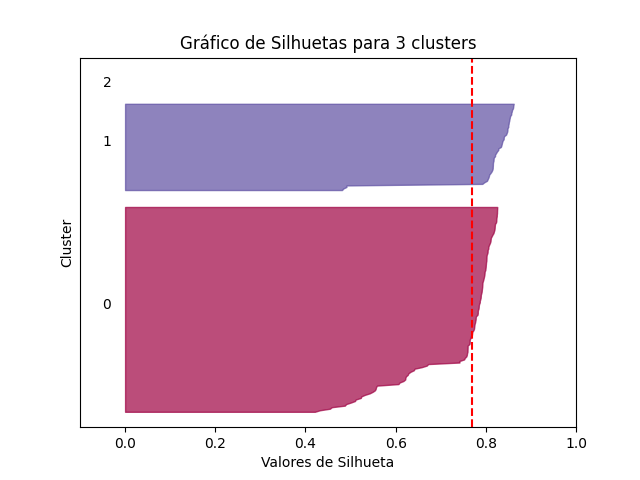 Gráfico de Silhuetas para 3 clusters
2
1
0
Cluster
0.0 0.2 0.4 0.6 0.8 1.0
Valores de Silhueta